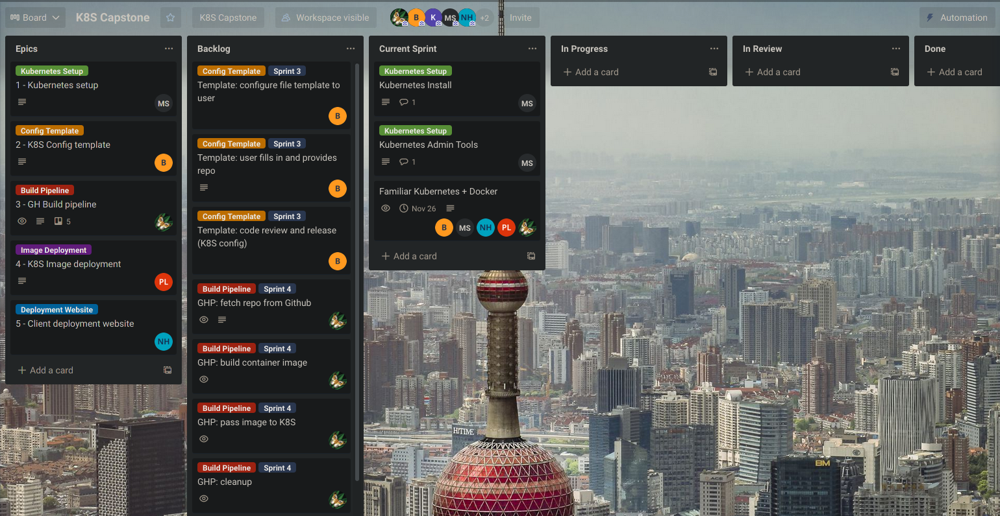 Board
K8S Capstone
K8S Capstone
Workspace visible
B
K
MS
NH
+2
Invite
Automation
Epics
Kubernetes Setup
1 - Kubernetes setup
MS
Config Template
2 - K8S Config template
B
Build Pipeline
3 - GH Build pipeline
5
Image Deployment
4 - K8S Image deployment
PL
Deployment Website
5 - Client deployment website
NH
Add a card
Backlog
Config Template Sprint 3
Template: configure file template to
user
B
Config Template Sprint 3
Template: user fills in and provides
repo
B
Config Template Sprint 3
Template: code review and release
(K8S config)
B
Build Pipeline Sprint 4
GHP: fetch repo from Github
Build Pipeline Sprint 4
GHP: build container image
Build Pipeline Sprint 4
GHP: pass image to K8S
Build Pipeline Sprint 4
GHP: cleanup
Current Sprint
Kubernetes Setup
Kubernetes Install
1
MS
Kubernetes Setup
Kubernetes Admin Tools
1
MS
Familiar Kubernetes + Docker
Nov 26
B MS NH PL
Add a card
In Progress
Add a card
In Review
Add a card
Done
Add a card
ACE